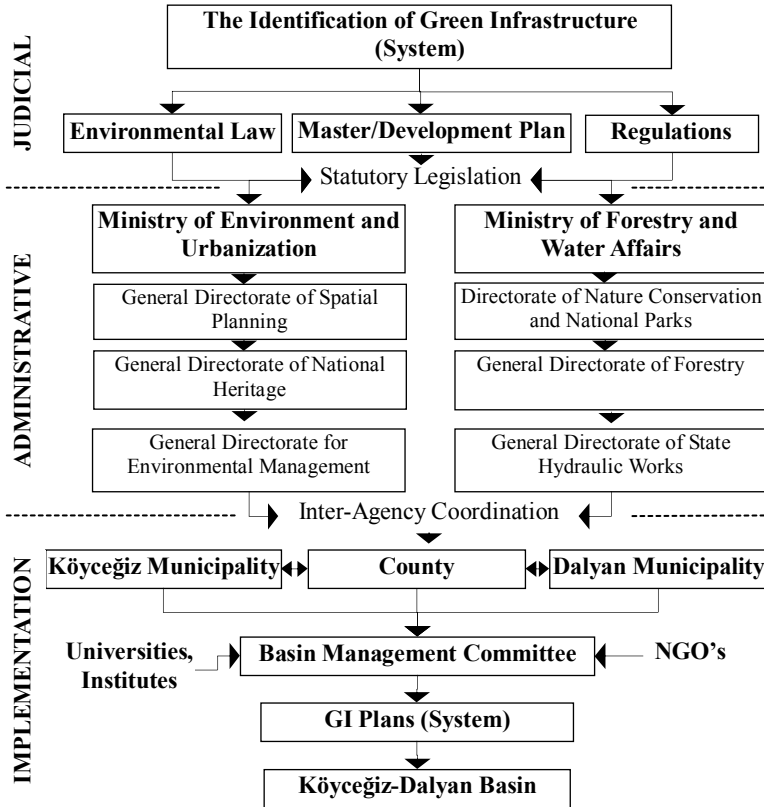 JUDICIAL
The Identification of Green Infrastructure
(System)
Environmental Law
Master/Development Plan
Regulations
Statutory Legislation
ADMINISTRATIVE
Ministry of Environment and
Urbanization
Ministry of Forestry and
Water Affairs
General Directorate of Spatial
Planning
Directorate of Nature Conservation
and National Parks
General Directorate of National
Heritage
General Directorate of Forestry
General Directorate for
Environmental Management
General Directorate of State
Hydraulic Works
Inter-Agency Coordination
IMPLEMENTATION
Köyceğiz Municipality
County
Dalyan Municipality
Universities,
Institutes
Basin Management Committee
NGO's
GI Plans (System)
Köyceğiz-Dalyan Basin